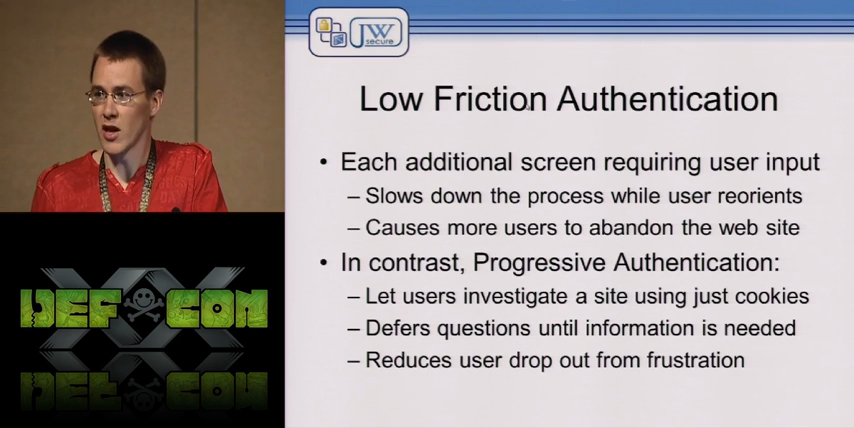 JW
secure
Low Friction Authentication
• Each additional screen requiring user input
– Slows down the process while user reorients
– Causes more users to abandon the web site
• In contrast, Progressive Authentication:
– Let users investigate a site using just cookies
– Defers questions until information is needed
– Reduces user drop out from frustration
XX
DEF CON